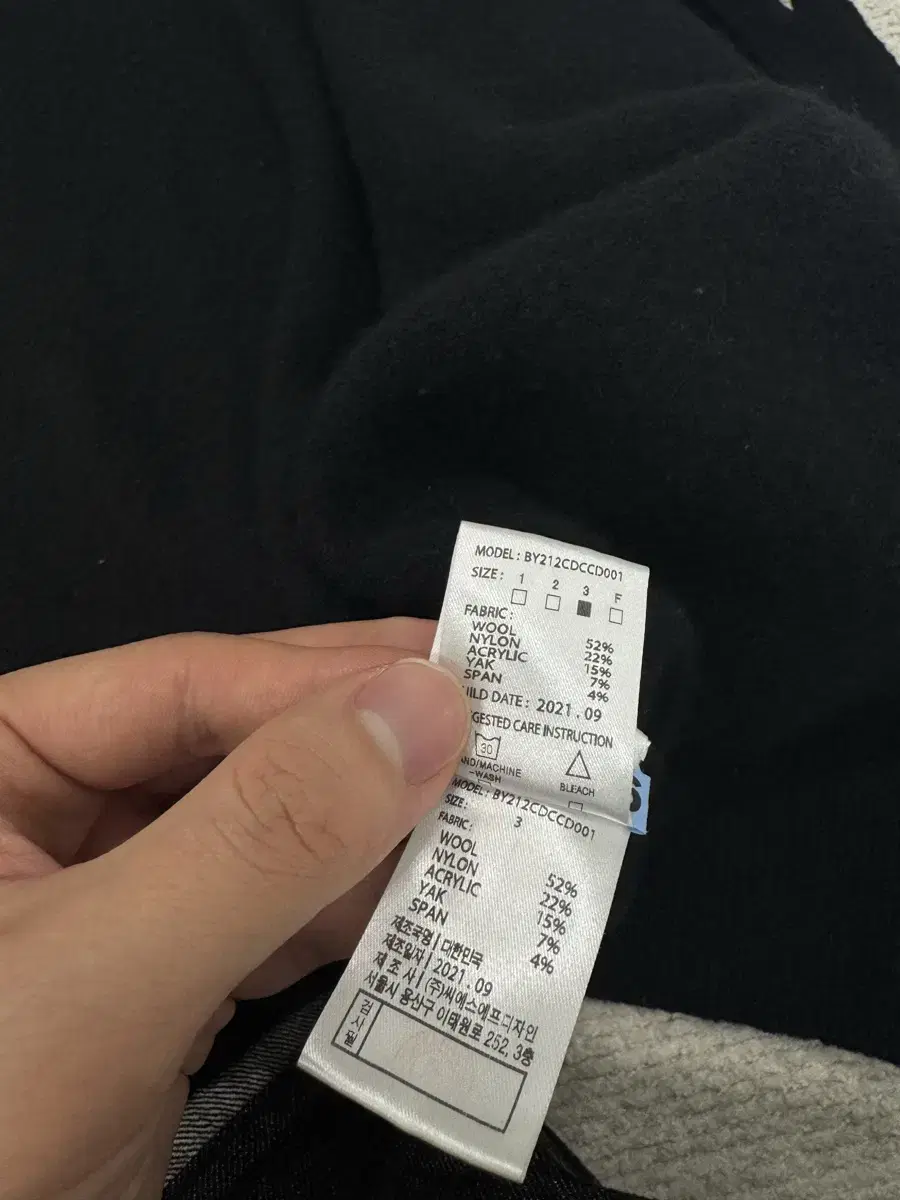 MODEL : BY212CDCCD001
SIZE : 1 2 3 F
FABRIC :
WOOL 52%
NYLON 22%
ACRYLIC 15%
YAK 7%
SPAN 4%
DATE : 2021 . 09
CARE INSTRUCTION
30
BLEACH
-WASH
MODEL : BY212CDCCD001
SIZE : 3
FABRIC :
WOOL 52%
NYLON 22%
ACRYLIC 15%
YAK 7%
SPAN 4%
제조국명 | 대한민국
제조일자 | 2021 . 09
제 조 사 | (주)씨에스에프디자인
서울시 용산구 이태원로 252, 3층
검사필